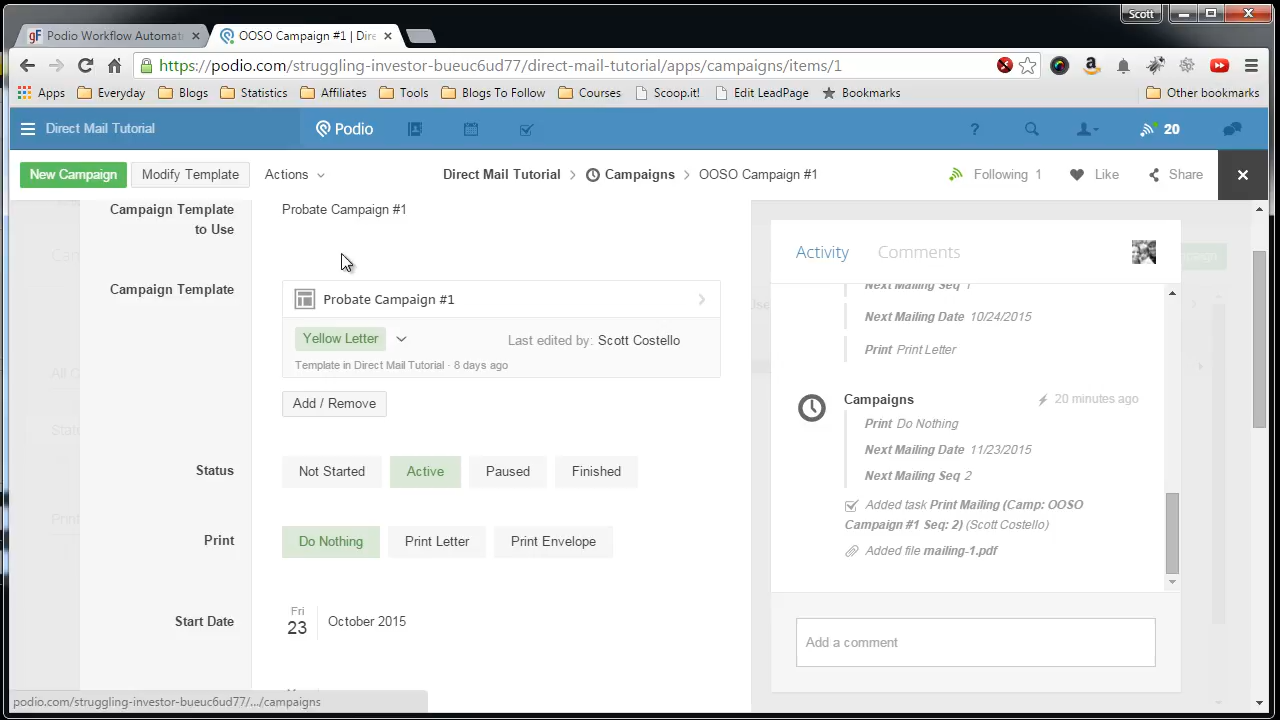 Scott
gF Podio Workflow Automat
OOSO Campaign #1 | Dire
https://podio.com/struggling-investor-bueuc6ud77/direct-mail-tutorial/apps/campaigns/items/1
Apps Everyday Blogs Statistics Affiliates Tools Blogs To Follow Courses Scoop.it! Edit LeadPage Bookmarks Other bookmarks
Direct Mail Tutorial Podio ? 20
New Campaign Modify Template Actions Direct Mail Tutorial Campaigns OOSO Campaign #1 Following 1 Like Share
Campaign Template to Use
Probate Campaign #1
Campaign Template
Probate Campaign #1
Yellow Letter Last edited by: Scott Costello
Template in Direct Mail Tutorial · 8 days ago
Add / Remove
Status Not Started Active Paused Finished
Print Do Nothing Print Letter Print Envelope
Start Date Fri 23 October 2015
Activity Comments
Next Mailing Seq 1
Next Mailing Date 10/24/2015
Print Print Letter
Campaigns 20 minutes ago
Print Do Nothing
Next Mailing Date 11/23/2015
Next Mailing Seq 2
Added task Print Mailing (Camp: OOSO
Campaign #1 Seq: 2) (Scott Costello)
Added file mailing-1.pdf
Add a comment
podio.com/struggling-investor-bueuc6ud77/.../campaigns